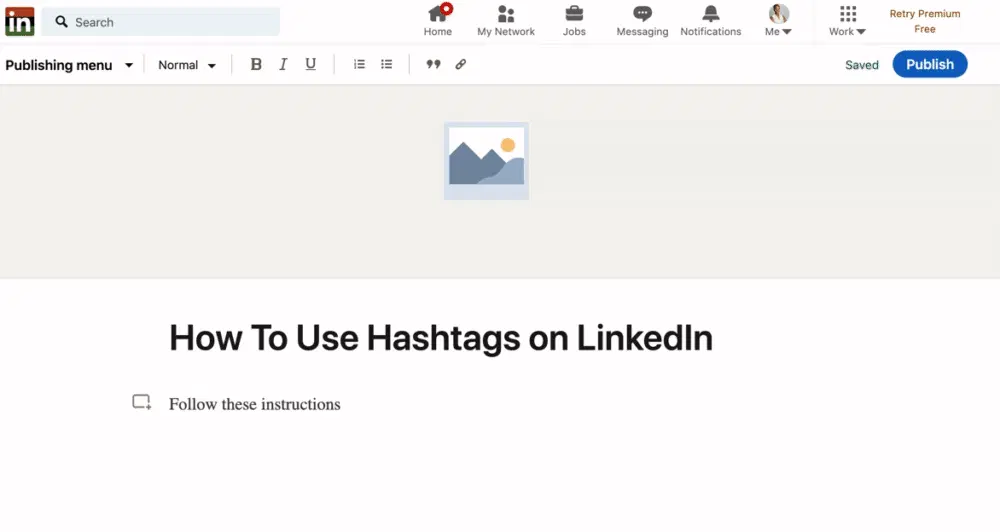 in
Search
Home
My Network
Jobs
Messaging
Notifications
Me
Work
Retry Premium
Free
Publishing menu
Normal
B I U
Saved
Publish
How To Use Hashtags on LinkedIn
Follow these instructions